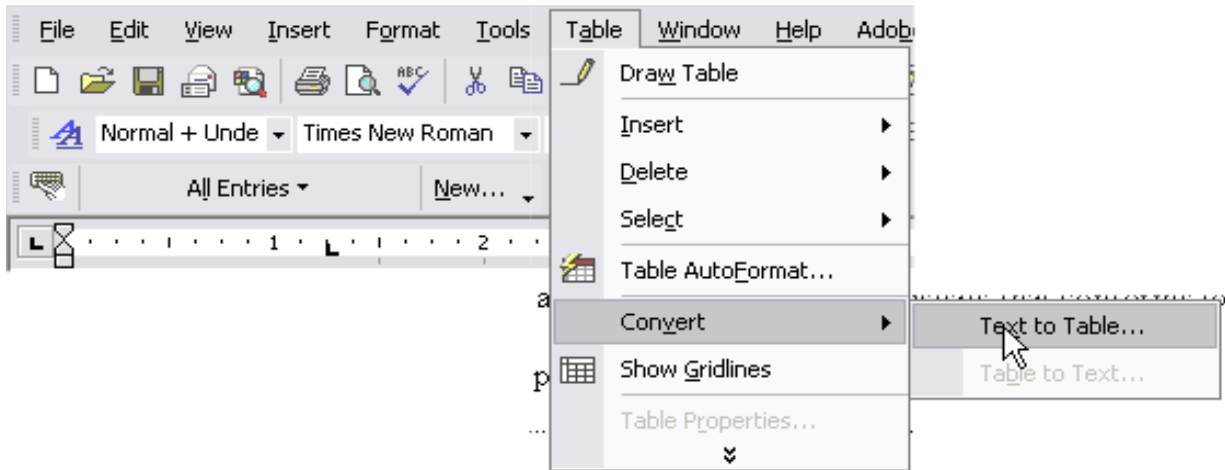 File Edit View Insert Format Tools Table Window Help Adob
ABC
Normal + Unde Times New Roman
All Entries New...
1 2
Draw Table
Insert
Delete
Select
Table AutoFormat...
Convert
Show Gridlines
Table Properties...
Text to Table...
Table to Text...
a
p